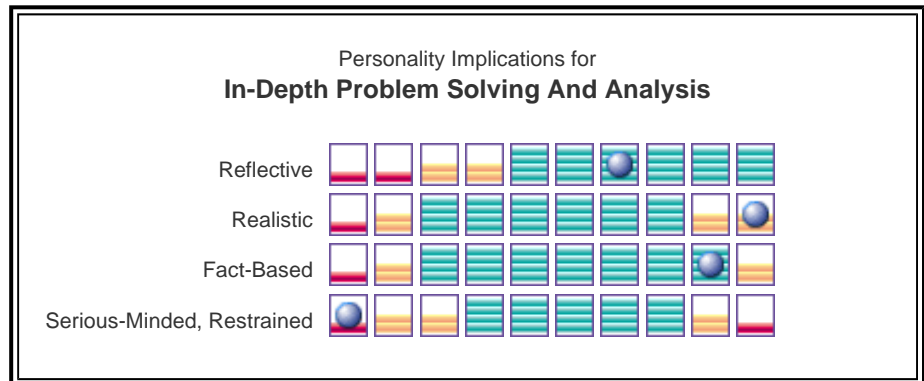 Personality Implications for
In-Depth Problem Solving And Analysis
Reflective
Realistic
Fact-Based
Serious-Minded, Restrained